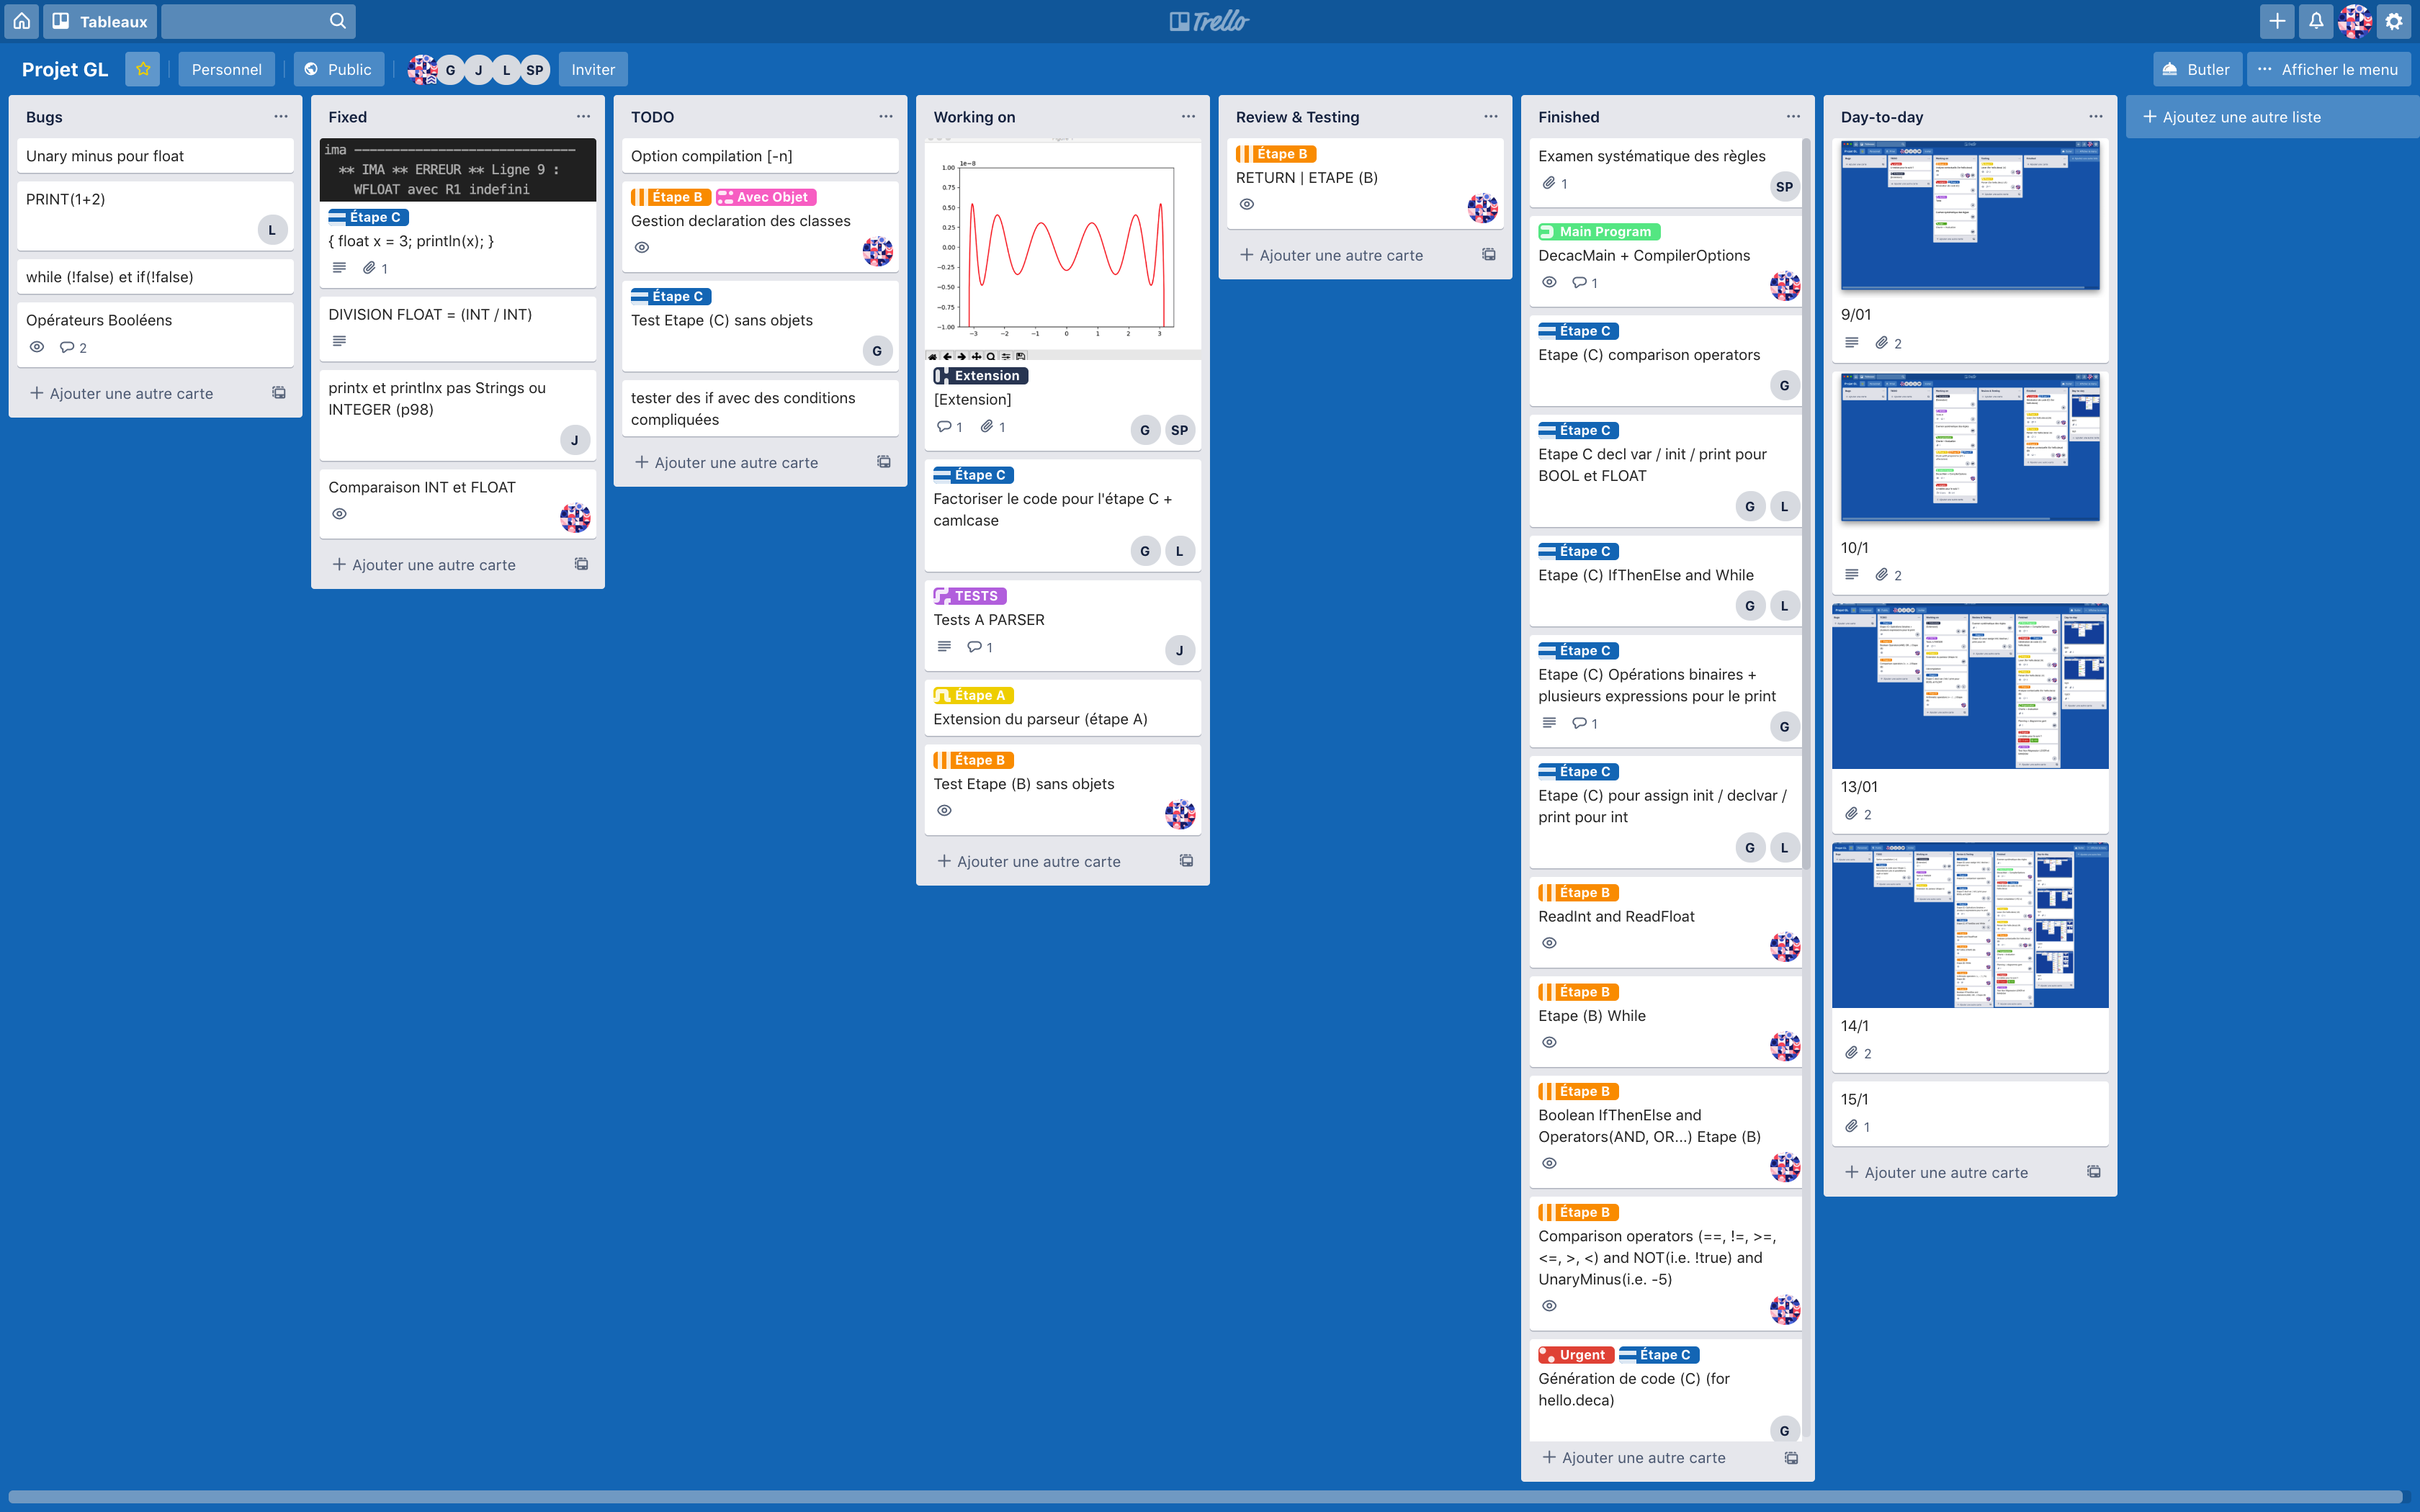 Tableaux
Trello
Projet GL
Personnel
Public
G
J
L
SP
Inviter
Butler
Afficher le menu
Bugs
Unary minus pour float
PRINT(1+2)
L
while (!false) et if(!false)
Opérateurs Booléens
2
+ Ajouter une autre carte
Fixed
ima ----------------------------
** IMA ** ERREUR ** Ligne 9 :
WFLOAT avec R1 indefini
Étape C
{ float x = 3; println(x); }
1
DIVISION FLOAT = (INT / INT)
printx et printlnx pas Strings ou
INTEGER (p98)
J
Comparaison INT et FLOAT
+ Ajouter une autre carte
TODO
Option compilation [-n]
Étape B Avec Objet
Gestion declaration des classes
Étape C
Test Etape (C) sans objets
G
tester des if avec des conditions
compliquées
+ Ajouter une autre carte
Working on
1e-8
1.00
0.75
0.50
0.25
0.00
-0.25
-0.50
-0.75
-1.00
-3 -2 -1 0 1 2 3
Extension
[Extension]
1 1
G SP
Étape C
Factoriser le code pour l'étape C +
camlcase
G L
TESTS
Tests A PARSER
1
J
Étape A
Extension du parseur (étape A)
Étape B
Test Etape (B) sans objets
+ Ajouter une autre carte
Review & Testing
Étape B
RETURN | ETAPE (B)
+ Ajouter une autre carte
Finished
Examen systématique des règles
1
SP
Main Program
DecacMain + CompilerOptions
1
Étape C
Etape (C) comparison operators
G
Étape C
Etape C decl var / init / print pour
BOOL et FLOAT
G L
Étape C
Etape (C) IfThenElse and While
G L
Étape C
Etape (C) Opérations binaires +
plusieurs expressions pour le print
1
G
Étape C
Etape (C) pour assign init / declvar /
print pour int
G L
Étape B
ReadInt and ReadFloat
Étape B
Etape (B) While
Étape B
Boolean IfThenElse and
Operators(AND, OR...) Etape (B)
Étape B
Comparison operators (==, !=, >=,
<=, >, <) and NOT(i.e. !true) and
UnaryMinus(i.e. -5)
Urgent Étape C
Génération de code (C) (for
hello.deca)
G
+ Ajouter une autre carte
Day-to-day
9/01
2
10/1
2
13/01
2
14/1
2
15/1
1
+ Ajouter une autre carte
+ Ajoutez une autre liste